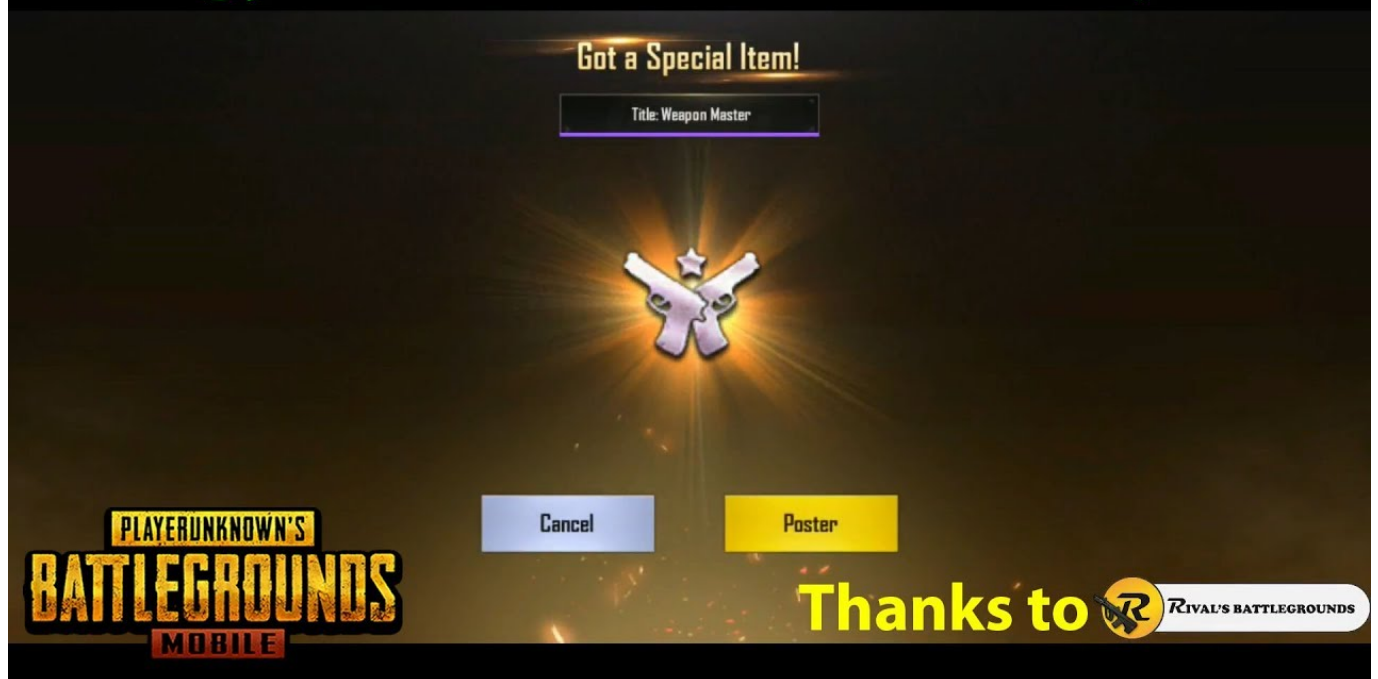 Got a Special Item!
Title: Weapon Master
Cancel
Poster
PLAYERUNKNOWN'S
BATTLEGROUNDS
MOBILE
Thanks to
R
RIVAL'S BATTLEGROUNDS